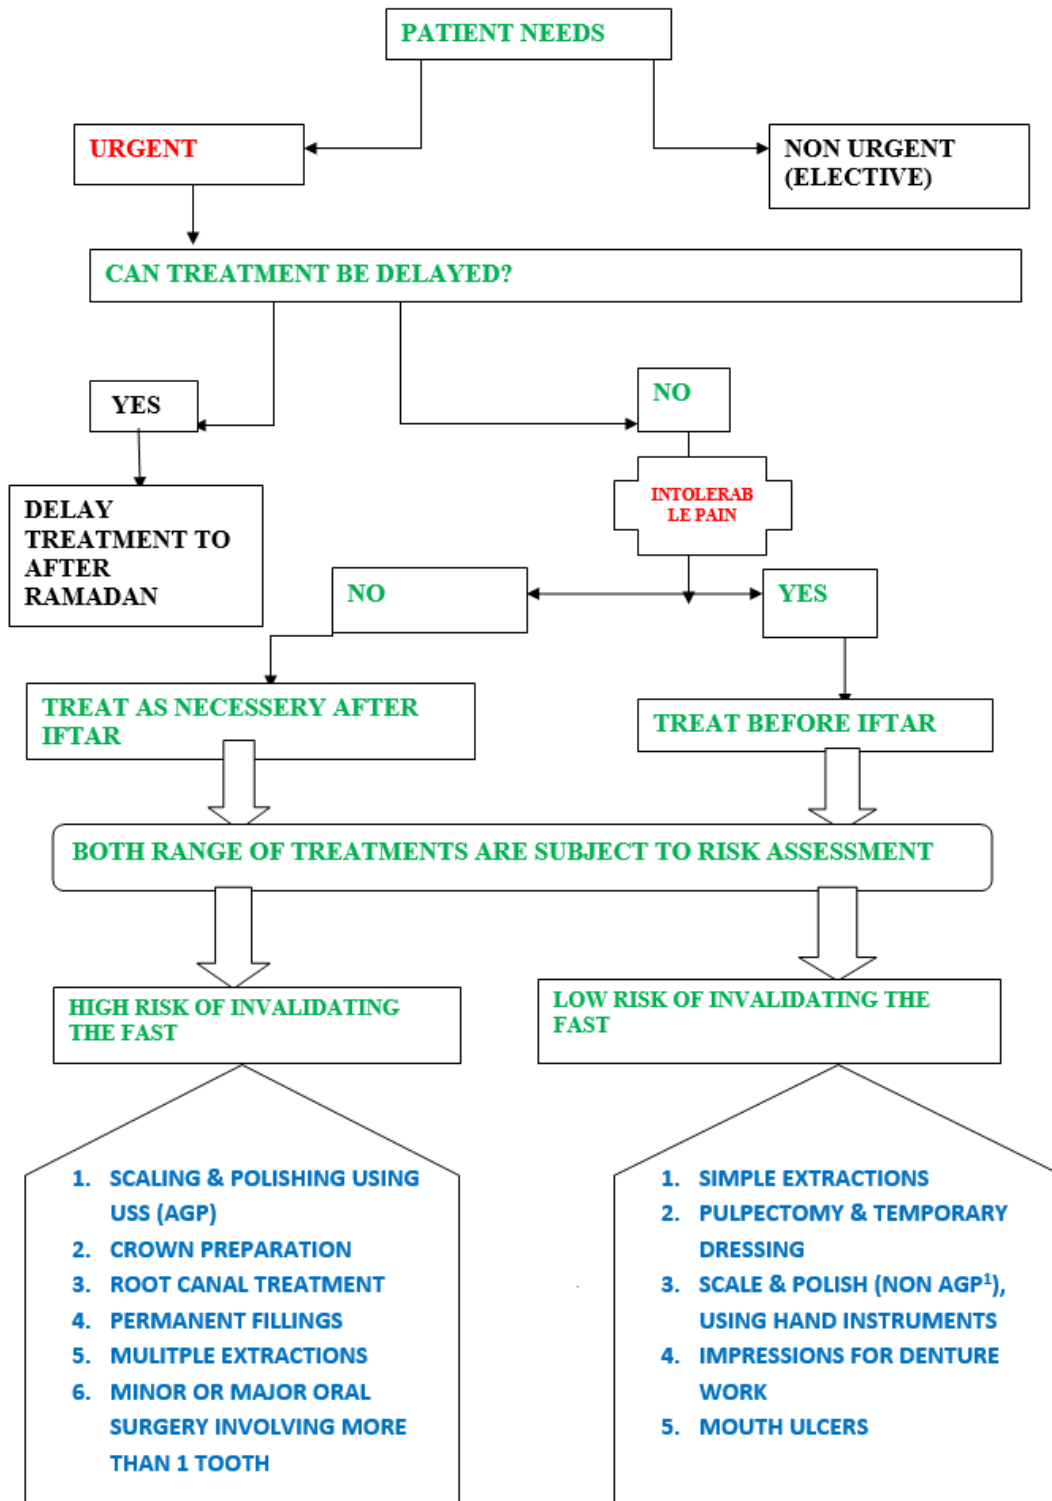 PATIENT NEEDS
URGENT
NON URGENT
(ELECTIVE)
CAN TREATMENT BE DELAYED?
YES
NO
DELAY
TREATMENT TO
AFTER
RAMADAN
INTOLERAB
LE PAIN
NO
YES
TREAT AS NECESSERY AFTER
IFTAR
TREAT BEFORE IFTAR
BOTH RANGE OF TREATMENTS ARE SUBJECT TO RISK ASSESSMENT
HIGH RISK OF INVALIDATING
THE FAST
LOW RISK OF INVALIDATING THE
FAST
1. SCALING & POLISHING USING
USS (AGP)
2. CROWN PREPARATION
3. ROOT CANAL TREATMENT
4. PERMANENT FILLINGS
5. MULITPLE EXTRACTIONS
6. MINOR OR MAJOR ORAL
SURGERY INVOLVING MORE
THAN 1 TOOTH
1. SIMPLE EXTRACTIONS
2. PULPECTOMY & TEMPORARY
DRESSING
3. SCALE & POLISH (NON AGP¹),
USING HAND INSTRUMENTS
4. IMPRESSIONS FOR DENTURE
WORK
5. MOUTH ULCERS